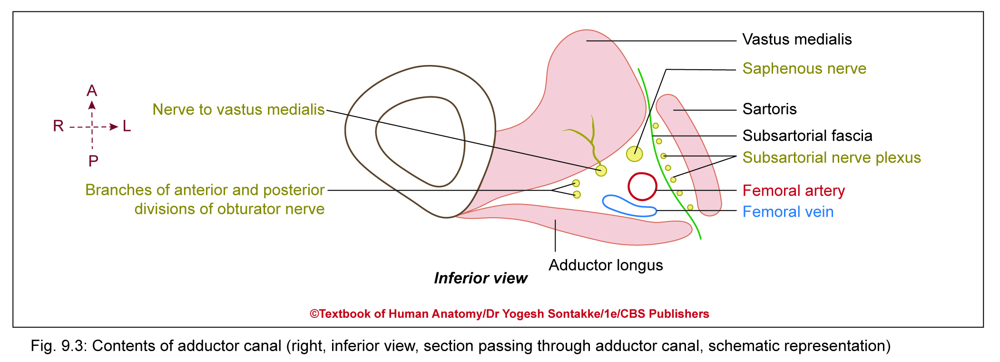 Vastus medialis
Saphenous nerve
A
Nerve to vastus medialis
Sartoris
R
L
Subsartorial fascia
P
Subsartorial nerve plexus
Branches of anterior and posterior
divisions of obturator nerve
Femoral artery
Femoral vein
Adductor longus
Inferior view
©Textbook of Human Anatomy/Dr Yogesh Sontakke/1e/CBS Publishers
Fig. 9.3: Contents of adductor canal (right, inferior view, section passing through adductor canal, schematic representation)